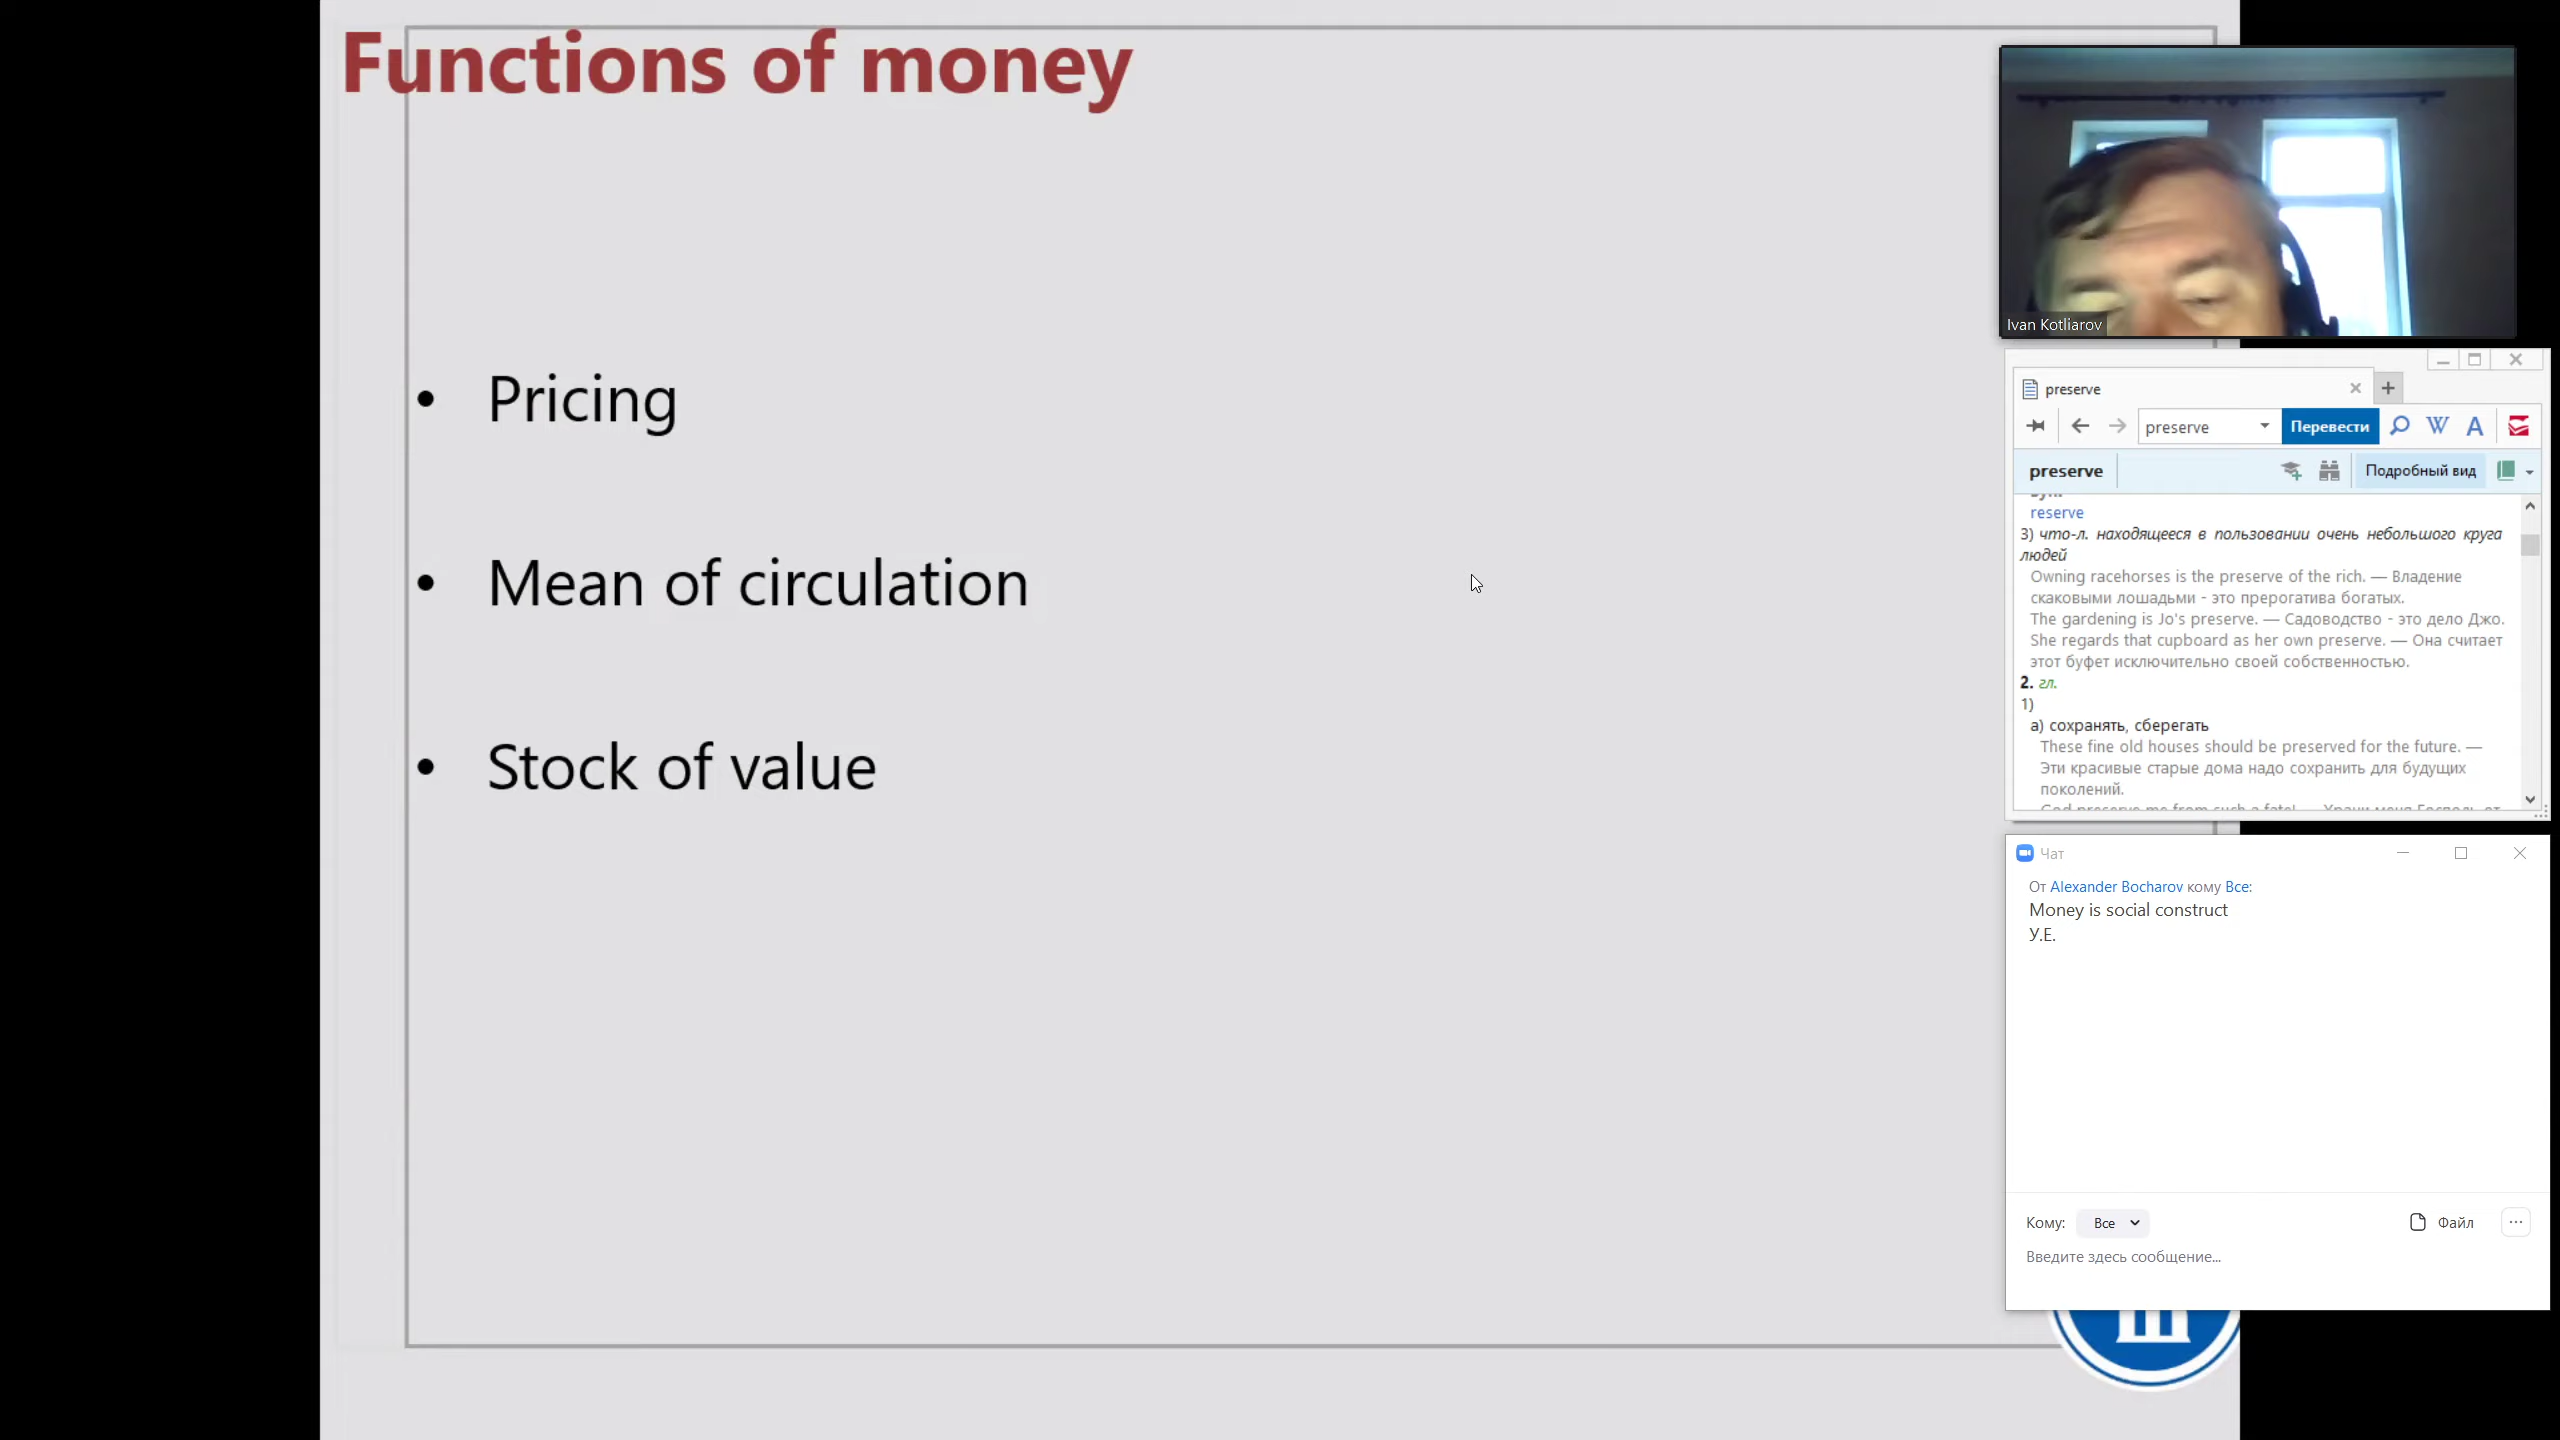 Functions of money
• Pricing
• Mean of circulation
• Stock of value
Ivan Kotliarov
preserve
preserve
Перевести
preserve
Подробный вид
reserve
3) что-л. находящееся в пользовании очень небольшого круга
людей
Owning racehorses is the preserve of the rich. — Владение
скаковыми лошадьми - это прерогатива богатых.
The gardening is Jo's preserve. — Садоводство - это дело Джо.
She regards that cupboard as her own preserve. — Она считает
этот буфет исключительно своей собственностью.
2. гл.
1)
а) сохранять, сберегать
These fine old houses should be preserved for the future. —
Эти красивые старые дома надо сохранить для будущих
поколений.
Чат
От Alexander Bocharov кому Все:
Money is social construct
У.Е.
Кому: Все
Файл
Введите здесь сообщение...